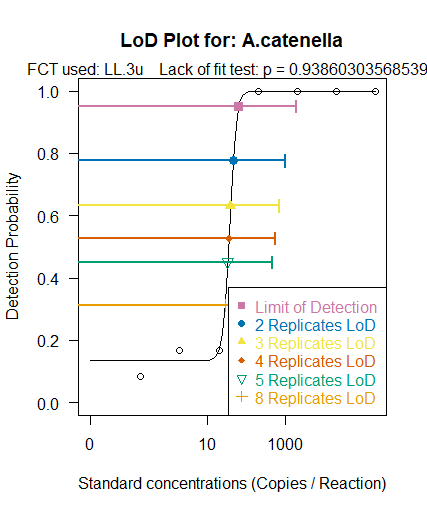 LoD Plot for: A.catenella
FCT used: LL.3u Lack of fit test: p = 0.93860303568539
Detection Probability
1.0
0.8
0.6
0.4
0.2
0.0
Limit of Detection
2 Replicates LoD
3 Replicates LoD
4 Replicates LoD
5 Replicates LoD
8 Replicates LoD
0 10 1000
Standard concentrations (Copies / Reaction)